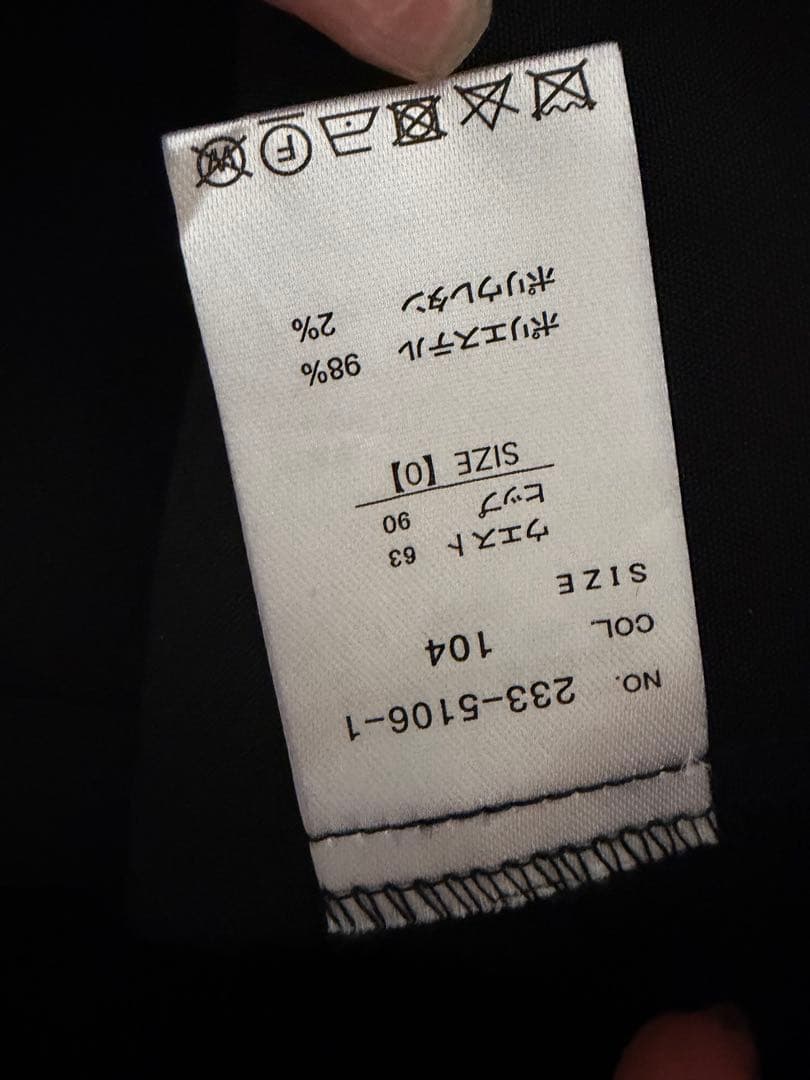 NO. 233-5106-1
COL 104
SIZE
ウエスト 63
ヒップ 90
SIZE【0】
ポリエステル 98%
ポリウレタン 2%
F
W